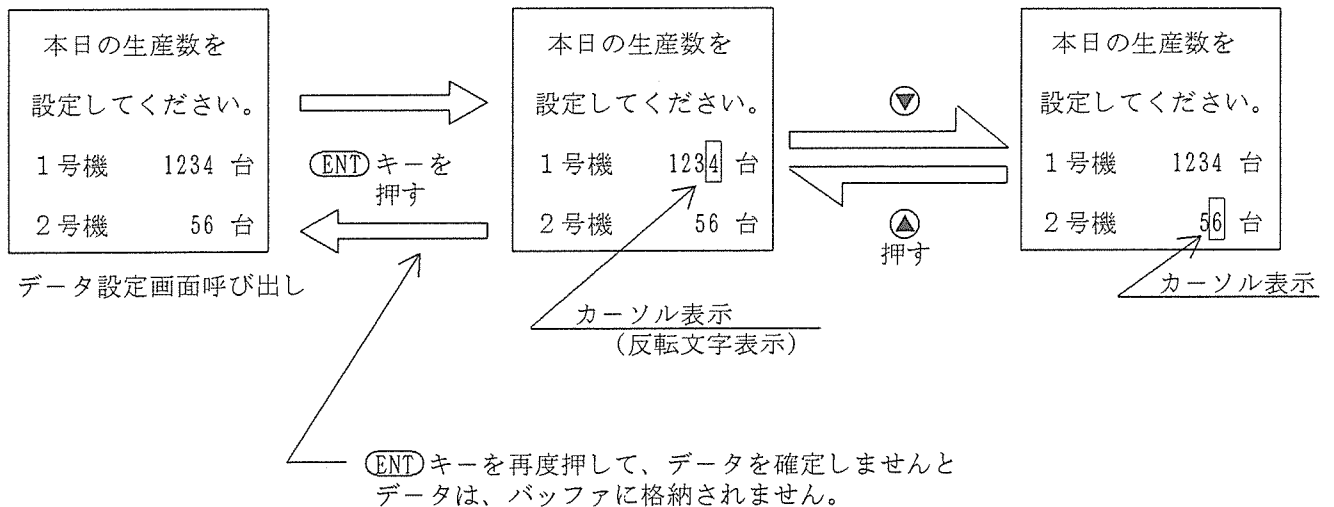 本日の生産数を
設定してください。
1号機 1234 台
2号機 56 台
データ設定画面呼び出し
ENTキーを
押す
本日の生産数を
設定してください。
1号機 1234 台
2号機 56 台
カーソル表示
(反転文字表示)
▼
▲
押す
本日の生産数を
設定してください。
1号機 1234 台
2号機 56 台
カーソル表示
ENTキーを再度押して、データを確定しませんと
データは、バッファに格納されません。